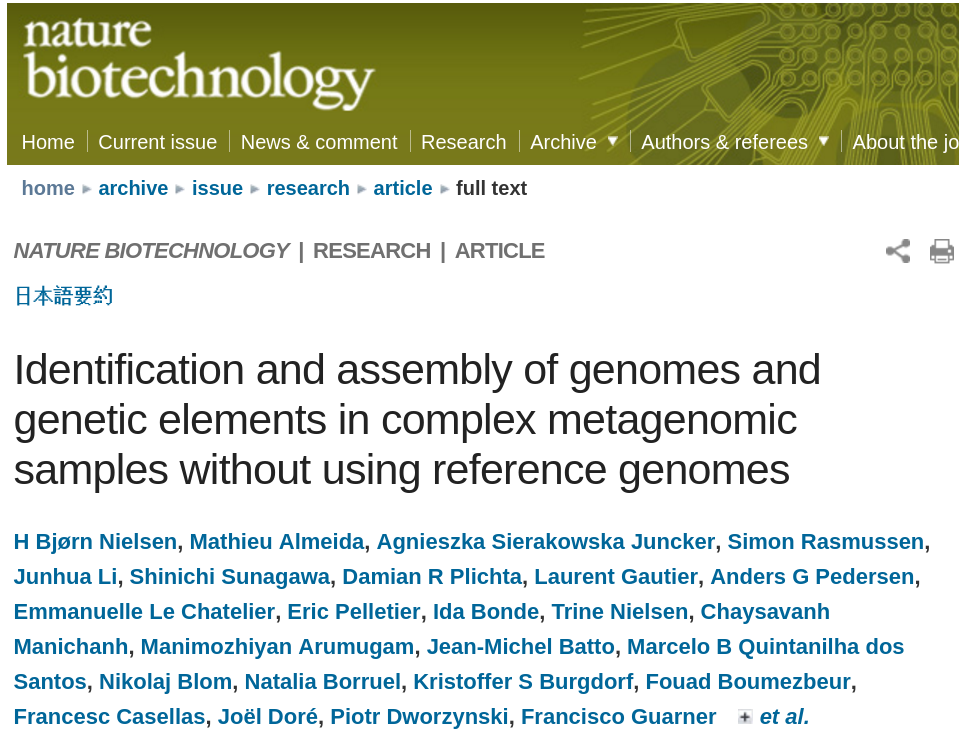 nature
biotechnology
Home Current issue News & comment Research Archive ▼ Authors & referees ▼ About the jo
home ▸ archive ▸ issue ▸ research ▸ article ▸ full text
NATURE BIOTECHNOLOGY | RESEARCH | ARTICLE
日本語要約
Identification and assembly of genomes and
genetic elements in complex metagenomic
samples without using reference genomes
H Bjørn Nielsen, Mathieu Almeida, Agnieszka Sierakowska Juncker, Simon Rasmussen,
Junhua Li, Shinichi Sunagawa, Damian R Plichta, Laurent Gautier, Anders G Pedersen,
Emmanuelle Le Chatelier, Eric Pelletier, Ida Bonde, Trine Nielsen, Chaysavanh
Manichanh, Manimozhiyan Arumugam, Jean-Michel Batto, Marcelo B Quintanilha dos
Santos, Nikolaj Blom, Natalia Borruel, Kristoffer S Burgdorf, Fouad Boumezbeur,
Francesc Casellas, Joël Doré, Piotr Dworzynski, Francisco Guarner + et al.